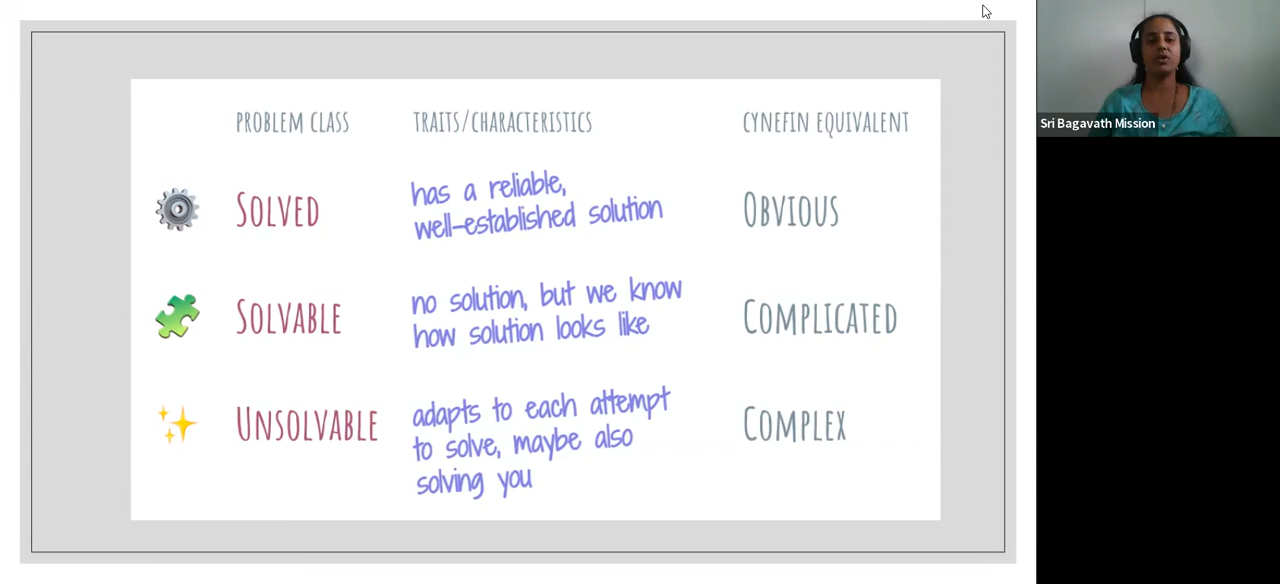 PROBLEM CLASS TRAITS/CHARACTERISTICS CYNEFIN EQUIVALENT
SOLVED
has a reliable,
well-established solution
OBVIOUS
SOLVABLE
no solution, but we know
how solution looks like
COMPLICATED
UNSOLVABLE
adapts to each attempt
to solve, maybe also
solving you
COMPLEX
Sri Bagavath Mission